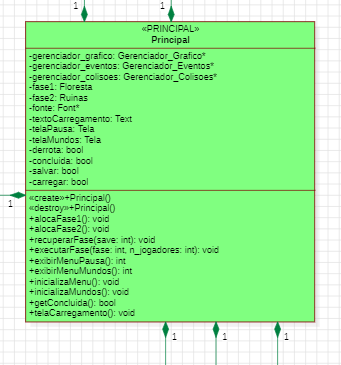 1
1
«PRINCIPAL»
Principal
-gerenciador_grafico: Gerenciador_Grafico*
-gerenciador_eventos: Gerenciador_Eventos*
-gerenciador_colisoes: Gerenciador_Colisoes*
-fase1: Floresta
-fase2: Ruinas
-fonte: Font*
-textoCarregamento: Text
-telaPausa: Tela
-telaMundos: Tela
-derrota: bool
-concluida: bool
-salvar: bool
-carregar: bool
1
«create»+Principal()
«destroy»+Principal()
+alocaFase1(): void
+alocaFase2(): void
+recuperarFase(save: int): void
+executarFase(fase: int, n_jogadores: int): void
+exibirMenuPausa(): int
+exibirMenuMundos(): int
+inicializaMenu(): void
+inicializaMundos(): void
+getConcluida(): bool
+telaCarregamento(): void
1
1
1